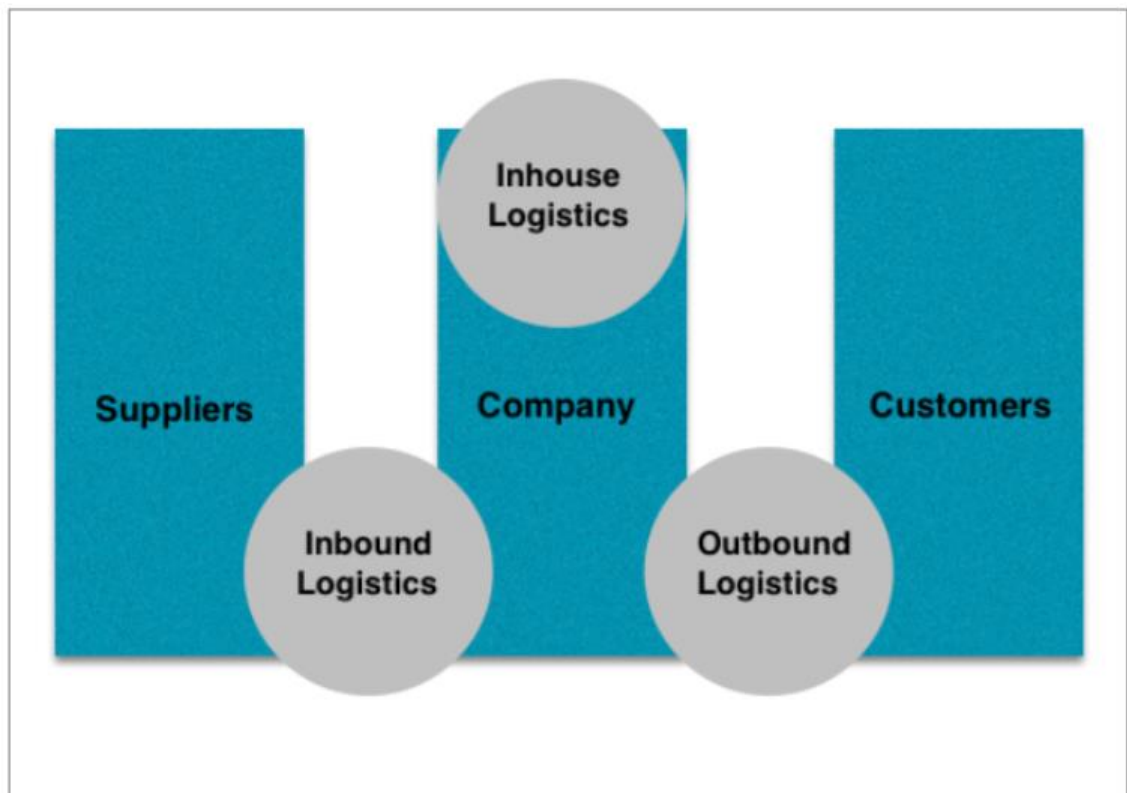 Inhouse
Logistics
Suppliers
Company
Customers
Inbound
Logistics
Outbound
Logistics